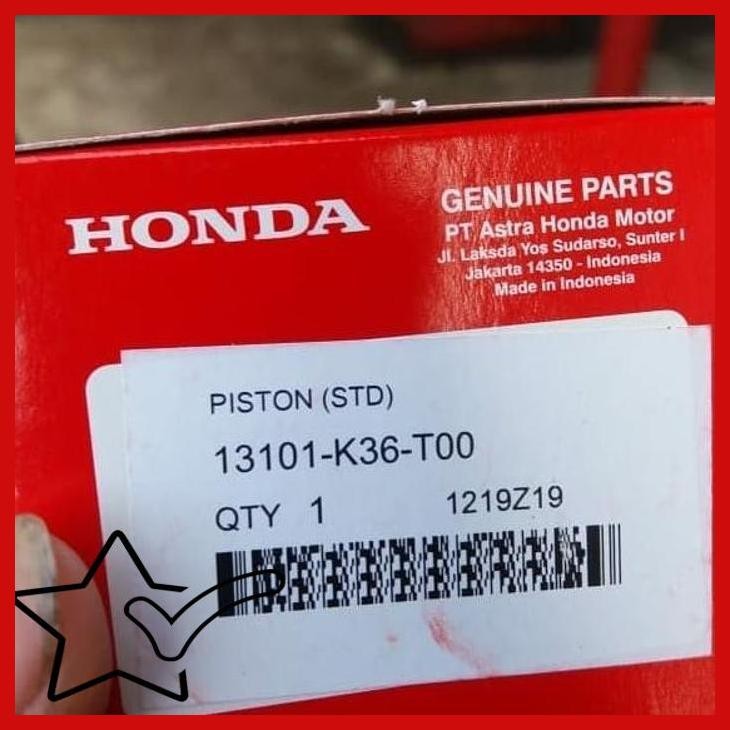 HONDA
GENUINE PARTS
PT Astra Honda Motor
Jl. Laksda Yos Sudarso, Sunter I
Jakarta 14350 - Indonesia
Made in Indonesia
PISTON (STD)
13101-K36-T00
QTY 1 1219Z19